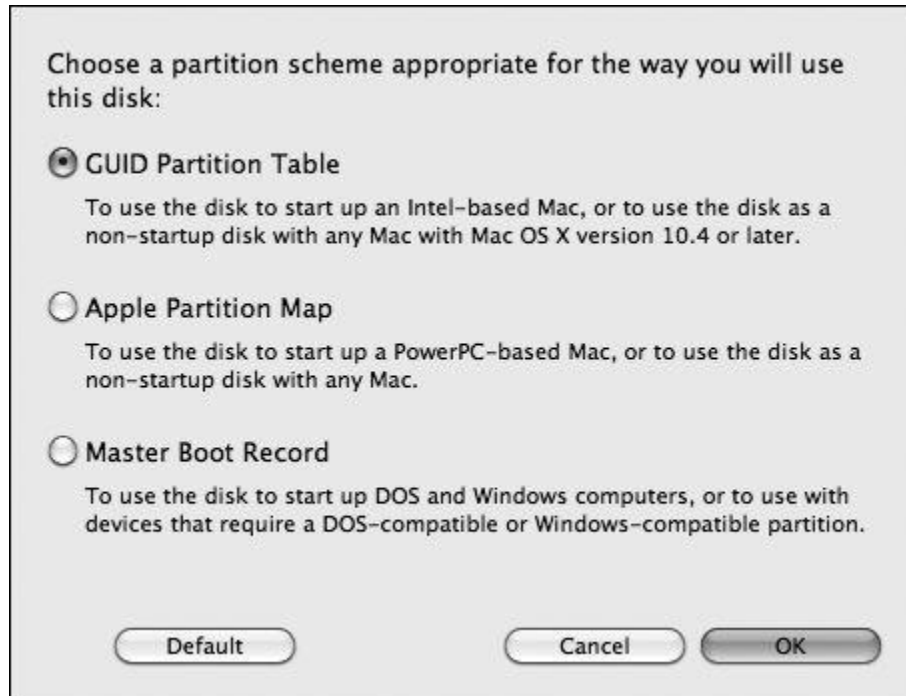 Choose a partition scheme appropriate for the way you will use
this disk:
GUID Partition Table
To use the disk to start up an Intel-based Mac, or to use the disk as a
non-startup disk with any Mac with Mac OS X version 10.4 or later.
Apple Partition Map
To use the disk to start up a PowerPC-based Mac, or to use the disk as a
non-startup disk with any Mac.
Master Boot Record
To use the disk to start up DOS and Windows computers, or to use with
devices that require a DOS-compatible or Windows-compatible partition.
Default
Cancel
OK